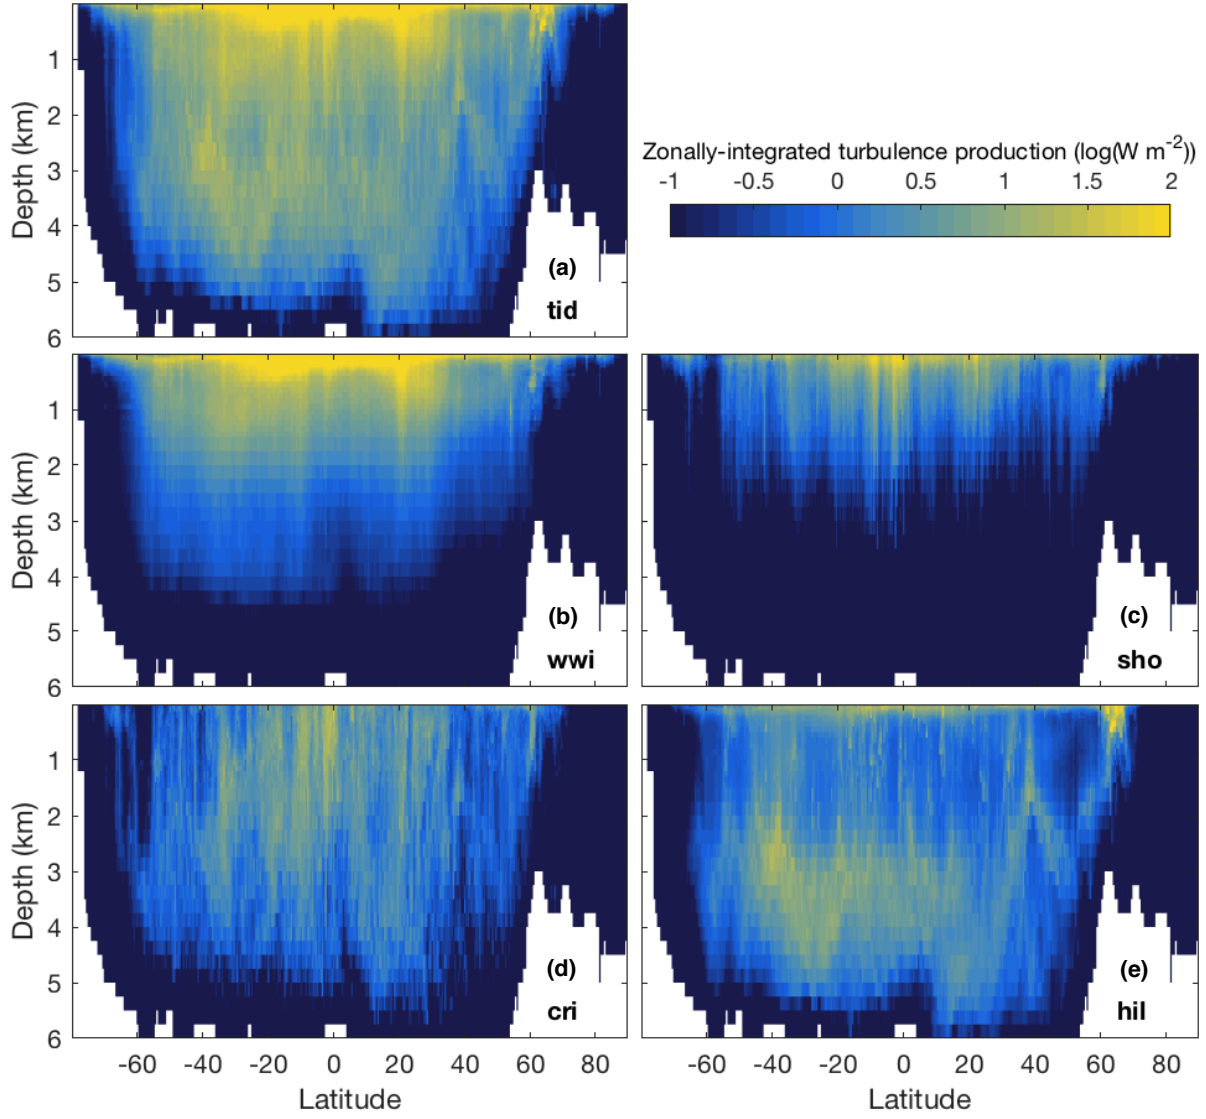 Zonally-integrated turbulence production (log(W m-2))
-1 -0.5 0 0.5 1 1.5 2
Depth (km)
1
2
3
4
5
6
(a)
tid
Depth (km)
1
2
3
4
5
6
(b)
wwi
(c)
sho
Depth (km)
1
2
3
4
5
6
(d)
cri
(e)
hil
-60 -40 -20 0 20 40 60 80
Latitude
-60 -40 -20 0 20 40 60 80
Latitude